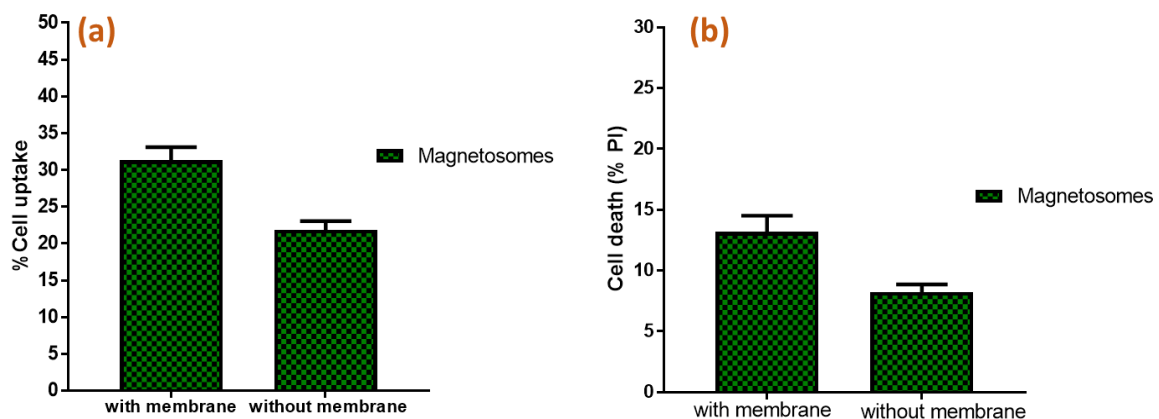 (a)
% Cell uptake
50
45
40
35
30
25
20
15
10
5
0
with membrane
without membrane
Magnetosomes
(b)
Cell death (% PI)
30
25
20
15
10
5
0
with membrane
without membrane
Magnetosomes